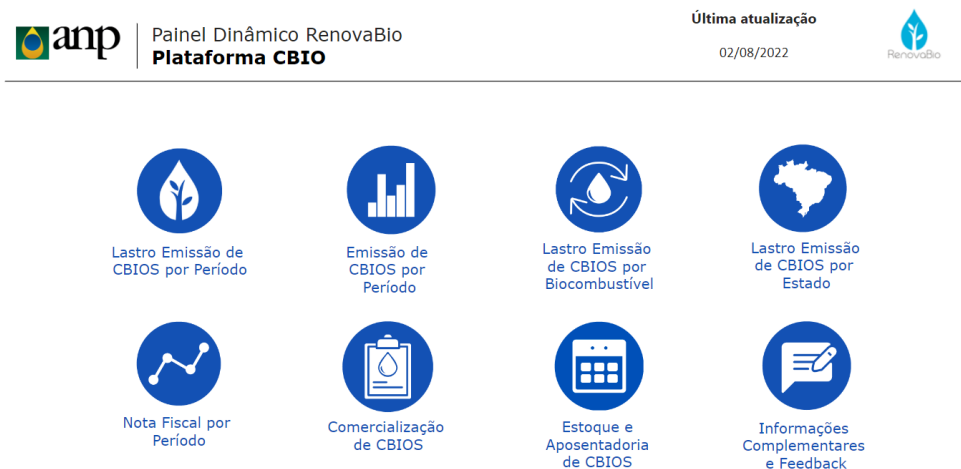 anp
Painel Dinâmico RenovaBio
Plataforma CBIO
Última atualização
02/08/2022
RenovaBio
Lastro Emissão de
CBIOS por Período
Emissão de
CBIOS por
Período
Lastro Emissão
de CBIOS por
Biocombustível
Lastro Emissão
de CBIOS por
Estado
Nota Fiscal por
Período
Comercialização
de CBIOS
Estoque e
Aposentadoria
de CBIOS
Informações
Complementares
e Feedback